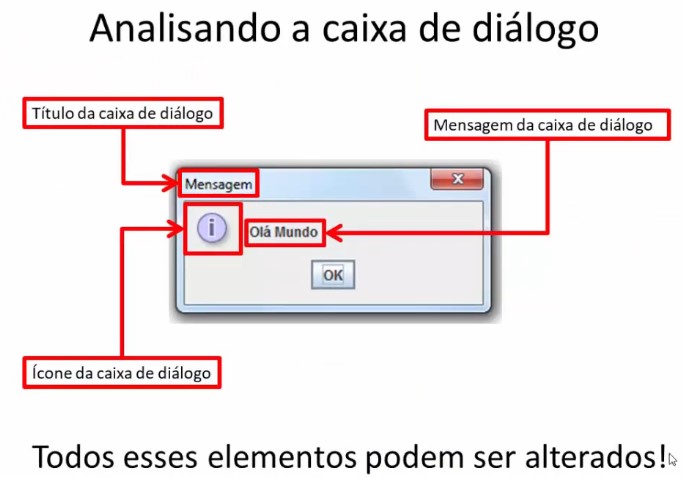 Analisando a caixa de diálogo
Título da caixa de diálogo
Mensagem da caixa de diálogo
Mensagem
x
i
Olá Mundo
OK
Ícone da caixa de diálogo
Todos esses elementos podem ser alterados!